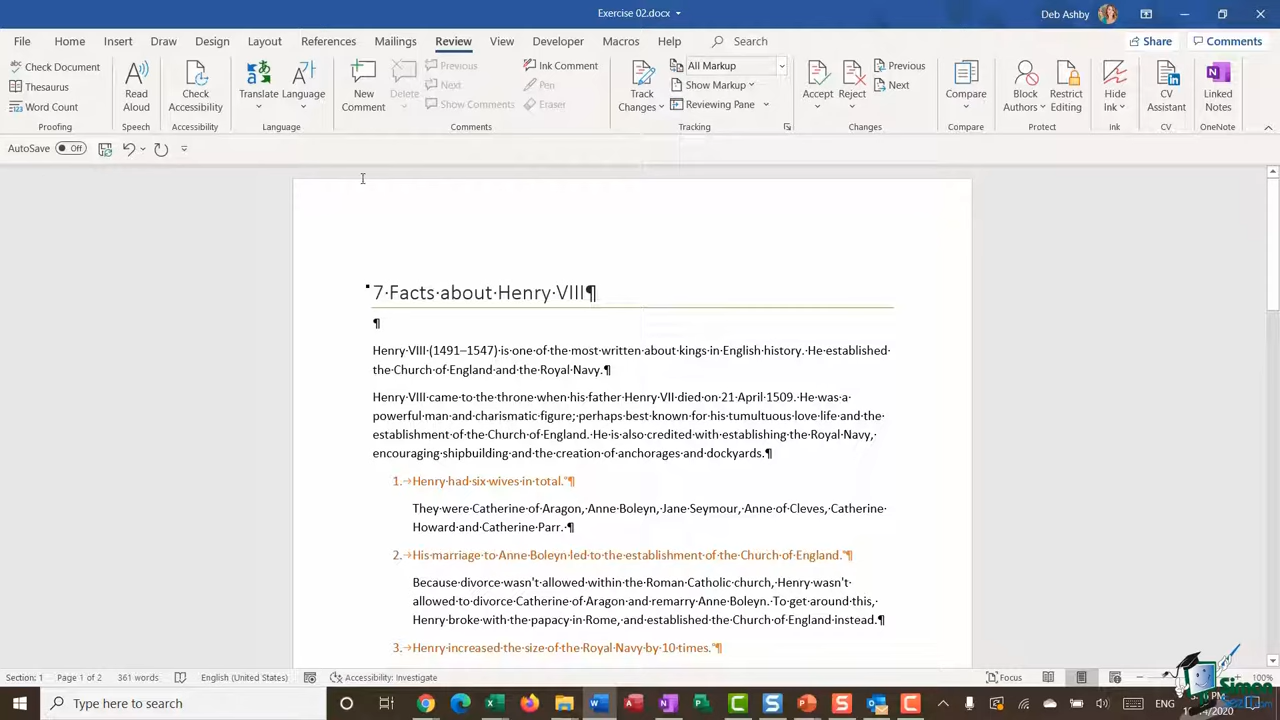 Exercise 02.docx
Deb Ashby
File Home Insert Draw Design Layout References Mailings Review View Developer Macros Help Search Share Comments
Check Document
Thesaurus
Word Count
Proofing
Read Aloud
Speech
Check Accessibility
Accessibility
Translate
Language
Language
New Comment
Delete
Previous
Next
Show Comments
Ink Comment
Pen
Eraser
Comments
Track Changes
All Markup
Show Markup
Reviewing Pane
Tracking
Accept
Reject
Previous
Next
Changes
Compare
Compare
Block Authors
Restrict Editing
Protect
Hide Ink
Ink
CV Assistant
CV
Linked Notes
OneNote
AutoSave Off
7·Facts·about·Henry·VIII¶
¶
Henry·VIII·(1491–1547)·is·one·of·the·most·written·about·kings·in·English·history.·He·established·
the·Church·of·England·and·the·Royal·Navy.¶
Henry·VIII·came·to·the·throne·when·his·father·Henry·VII·died·on·21·April·1509.·He·was·a·
powerful·man·and·charismatic·figure;·perhaps·best·known·for·his·tumultuous·love·life·and·the·
establishment·of·the·Church·of·England.·He·is·also·credited·with·establishing·the·Royal·Navy,·
encouraging·shipbuilding·and·the·creation·of·anchorages·and·dockyards.¶
1.→Henry·had·six·wives·in·total.°¶
They·were·Catherine·of·Aragon,·Anne·Boleyn,·Jane·Seymour,·Anne·of·Cleves,·Catherine·
Howard·and·Catherine·Parr.·¶
2.→His·marriage·to·Anne·Boleyn·led·to·the·establishment·of·the·Church·of·England.°¶
Because·divorce·wasn't·allowed·within·the·Roman·Catholic·church,·Henry·wasn't·
allowed·to·divorce·Catherine·of·Aragon·and·remarry·Anne·Boleyn.·To·get·around·this,·
Henry·broke·with·the·papacy·in·Rome,·and·established·the·Church·of·England·instead.¶
3.→Henry·increased·the·size·of·the·Royal·Navy·by·10·times.°¶
Section: 1 Page 1 of 2 361 words English (United States) Accessibility: Investigate Focus 100%
Type here to search
ENG
Simon